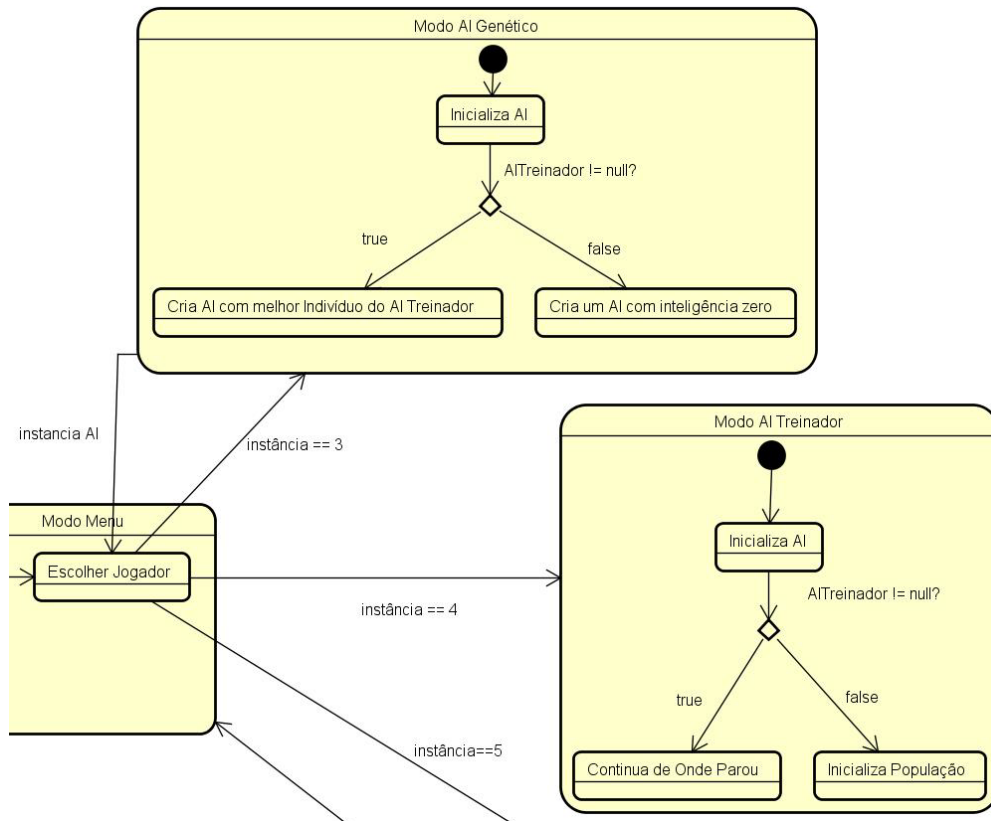 Modo AI Genético
Inicializa AI
AITreinador != null?
true
false
Cria AI com melhor Indivíduo do AI Treinador
Cria um AI com inteligência zero
instancia AI
instância == 3
Modo Menu
Escolher Jogador
instância == 4
instância==5
Modo AI Treinador
Inicializa AI
AITreinador != null?
true
false
Continua de Onde Parou
Inicializa População